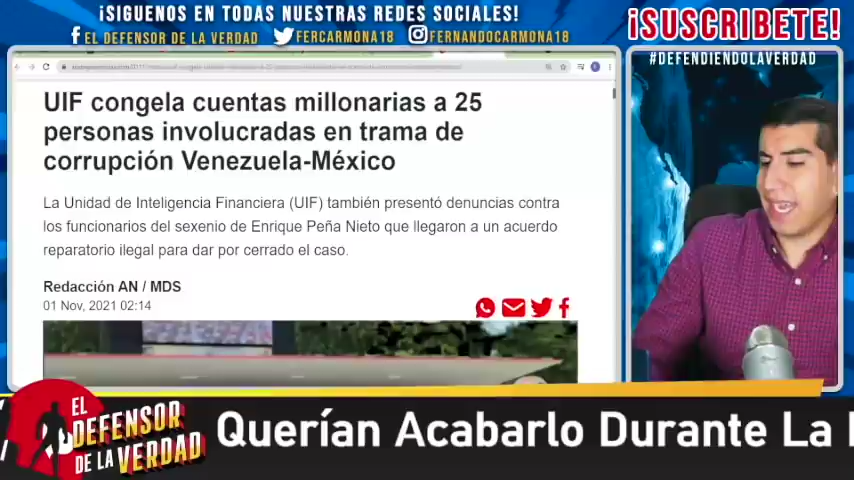 ¡SIGUENOS EN TODAS NUESTRAS REDES SOCIALES!
EL DEFENSOR DE LA VERDAD
FERCARMONA18
FERNANDOCARMONA18
¡SUSCRIBETE!
#DEFENDIENDOLAVERDAD
UIF congela cuentas millonarias a 25
personas involucradas en trama de
corrupción Venezuela-México
La Unidad de Inteligencia Financiera (UIF) también presentó denuncias contra
los funcionarios del sexenio de Enrique Peña Nieto que llegaron a un acuerdo
reparatorio ilegal para dar por cerrado el caso.
Redacción AN / MDS
01 Nov, 2021 02:14
EL
DEFENSOR
DE LA VERDAD
Querían Acabarlo Durante La